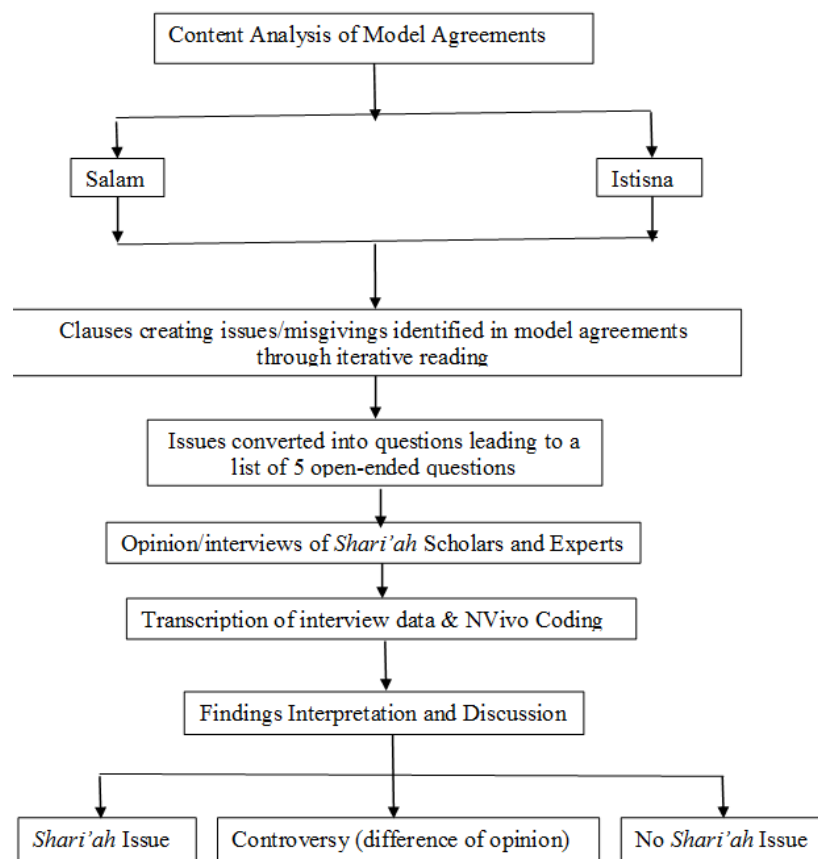 Content Analysis of Model Agreements
Salam
Istisna
Clauses creating issues/misgivings identified in model agreements
through iterative reading
Issues converted into questions leading to a
list of 5 open-ended questions
Opinion/interviews of Shari’ah Scholars and Experts
Transcription of interview data & NVivo Coding
Findings Interpretation and Discussion
Shari’ah Issue
Controversy (difference of opinion)
No Shari’ah Issue